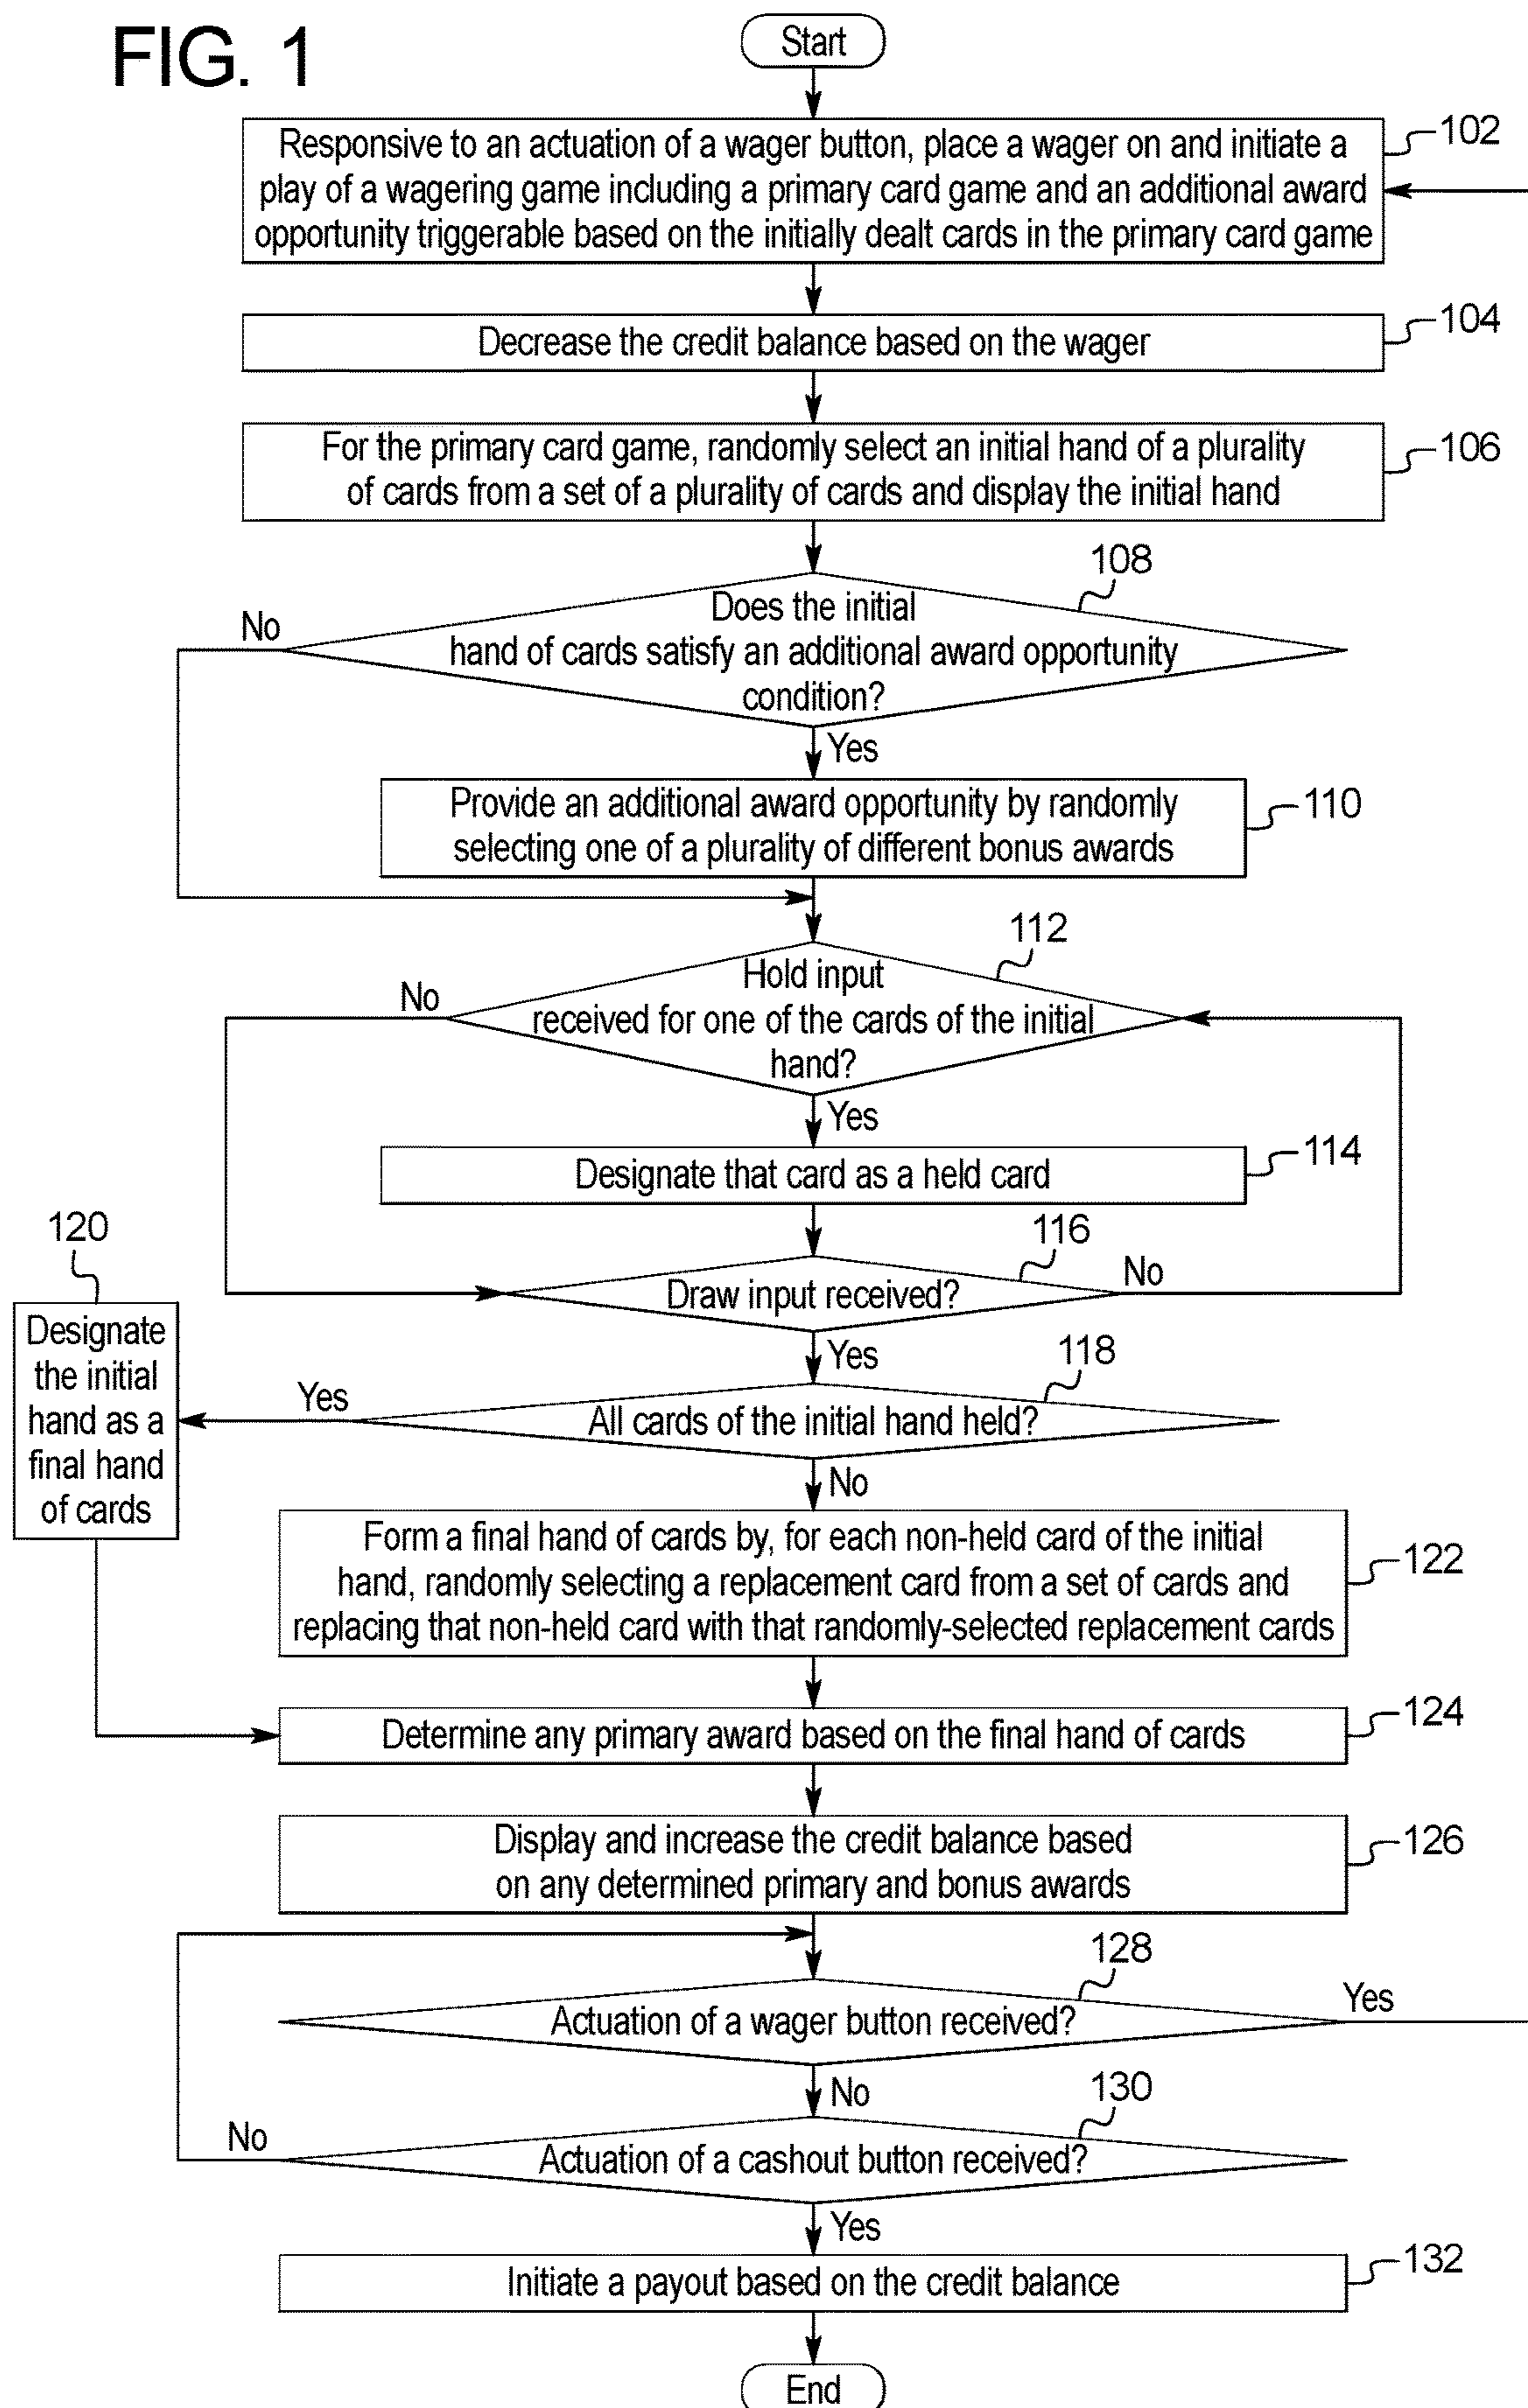 FIG. 1
Start
Responsive to an actuation of a wager button, place a wager on and initiate a
play of a wagering game including a primary card game and an additional award
opportunity triggerable based on the initially dealt cards in the primary card game
102
Decrease the credit balance based on the wager
104
For the primary card game, randomly select an initial hand of a plurality
of cards from a set of a plurality of cards and display the initial hand
106
108
Does the initial
hand of cards satisfy an additional award opportunity
condition?
No
Yes
Provide an additional award opportunity by randomly
selecting one of a plurality of different bonus awards
110
112
Hold input
received for one of the cards of the initial
hand?
No
Yes
Designate that card as a held card
114
116
Draw input received?
No
Yes
118
All cards of the initial hand held?
Yes
No
120
Designate
the initial
hand as a
final hand
of cards
Form a final hand of cards by, for each non-held card of the initial
hand, randomly selecting a replacement card from a set of cards and
replacing that non-held card with that randomly-selected replacement cards
122
Determine any primary award based on the final hand of cards
124
Display and increase the credit balance based
on any determined primary and bonus awards
126
128
Actuation of a wager button received?
Yes
No
130
Actuation of a cashout button received?
No
Yes
Initiate a payout based on the credit balance
132
End